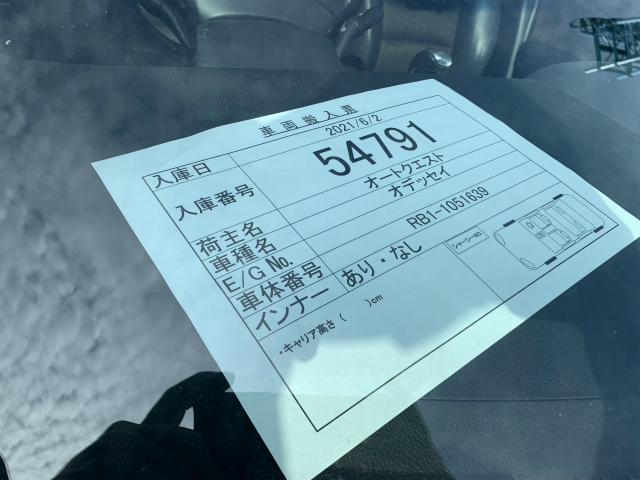 車両搬入票
入庫日 2021/6/2
入庫番号 54791
荷主名 オートクエスト
車種名 オデッセイ
E/G No.
車体番号 RB1-1051639
インナー あり・なし
シャーシーNO
・キャリア高さ( )cm